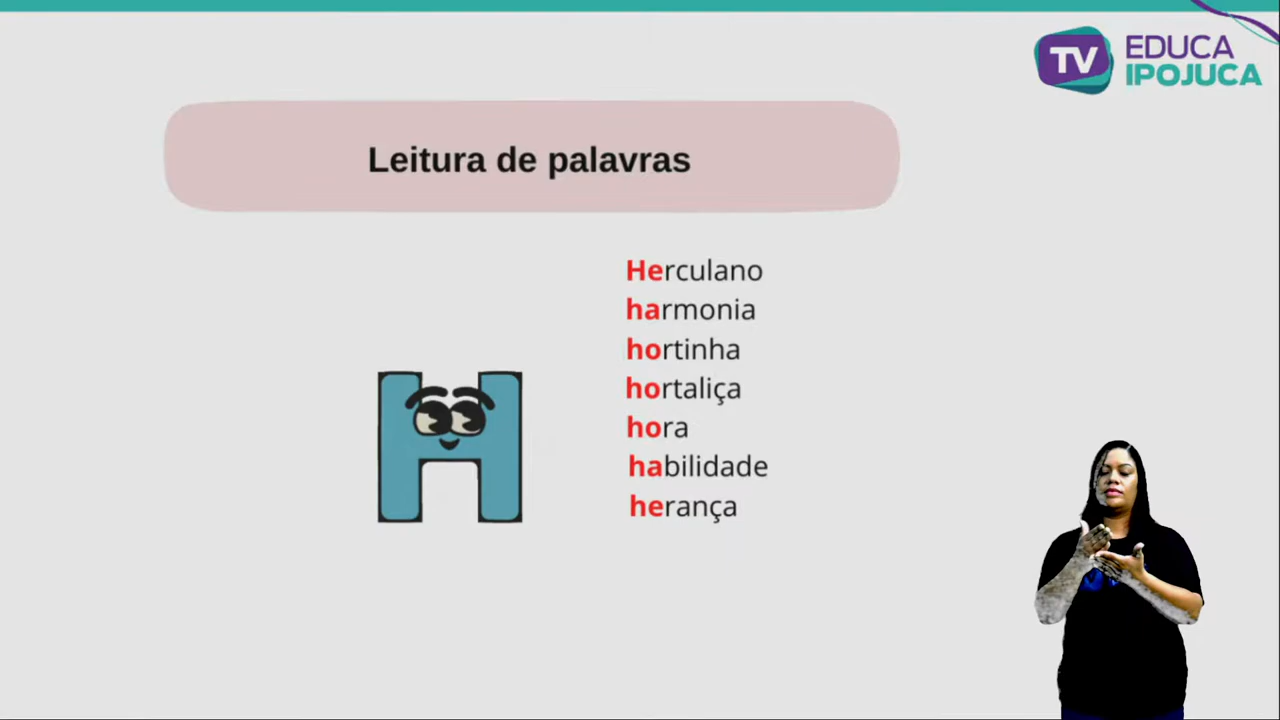 TV EDUCA
IPOJUCA
Leitura de palavras
Herculano
harmonia
hortinha
hortaliça
hora
habilidade
herança
H